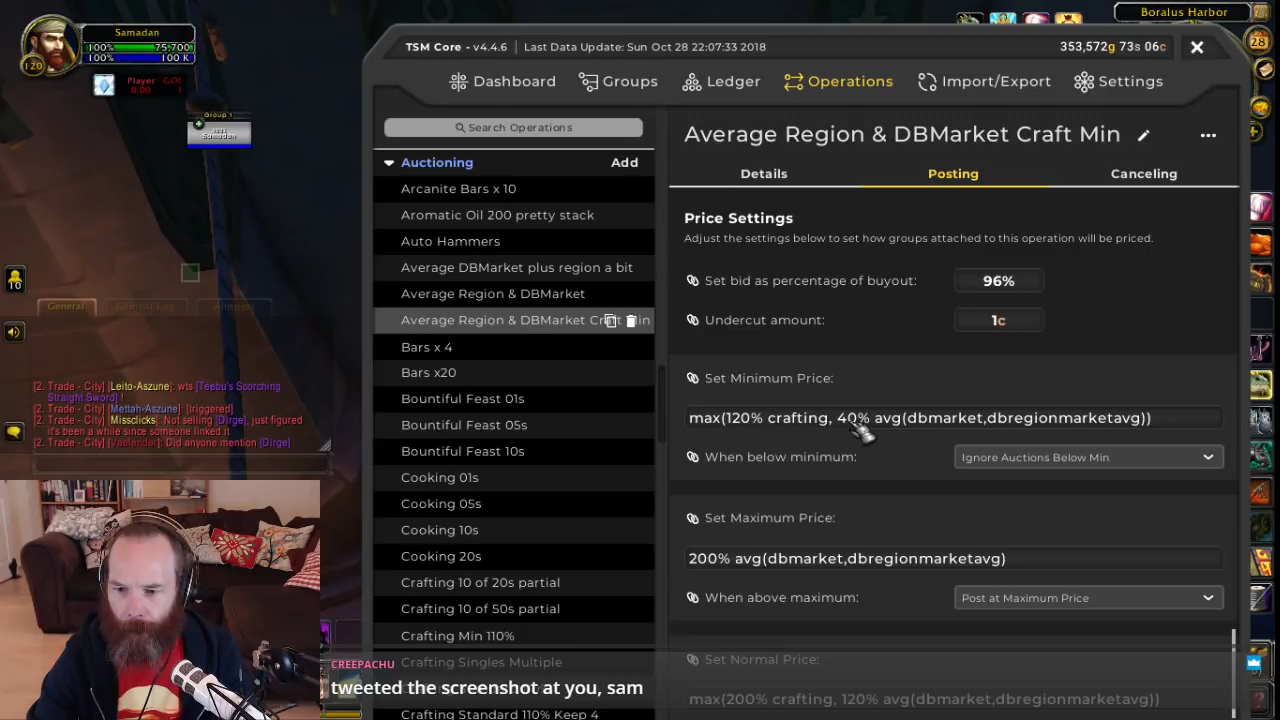 Boralus Harbor
Samadan
100% 75,700
100% 100 K
120
Player
0:00
Group 1
Samadan
10
General
28
[2. Trade - City] [Leito-Aszune]: wts [Teebu's Scorching
Straight Sword] !
[2. Trade - City] [Mettah-Aszune]: [triggered]
[2. Trade - City] [Missclicks]: Not selling [Dirge], just figured
it's been a while since someone linked it
[2. Trade - City] [Vaelendar]: Did anyone mention [Dirge]
TSM Core - v4.4.6 | Last Data Update: Sun Oct 28 22:07:33 2018
353,572g 73s 06c
Dashboard
Groups
Ledger
Operations
Import/Export
Settings
Search Operations
Auctioning Add
Arcanite Bars x 10
Aromatic Oil 200 pretty stack
Auto Hammers
Average DBMarket plus region a bit
Average Region & DBMarket
Average Region & DBMarket Craft Min
Bars x 4
Bars x20
Bountiful Feast 01s
Bountiful Feast 05s
Bountiful Feast 10s
Cooking 01s
Cooking 05s
Cooking 10s
Cooking 20s
Crafting 10 of 20s partial
Crafting 10 of 50s partial
Crafting Min 110%
Crafting Singles Multiple
Crafting Standard 110% Keep 4
Average Region & DBMarket Craft Min
Details
Posting
Canceling
Price Settings
Adjust the settings below to set how groups attached to this operation will be priced.
Set bid as percentage of buyout: 96%
Undercut amount: 1c
Set Minimum Price:
max(120% crafting, 40% avg(dbmarket,dbregionmarketavg))
When below minimum: Ignore Auctions Below Min
Set Maximum Price:
200% avg(dbmarket,dbregionmarketavg)
When above maximum: Post at Maximum Price
Set Normal Price:
max(200% crafting, 120% avg(dbmarket,dbregionmarketavg))
CREEPACHU
tweeted the screenshot at you, sam